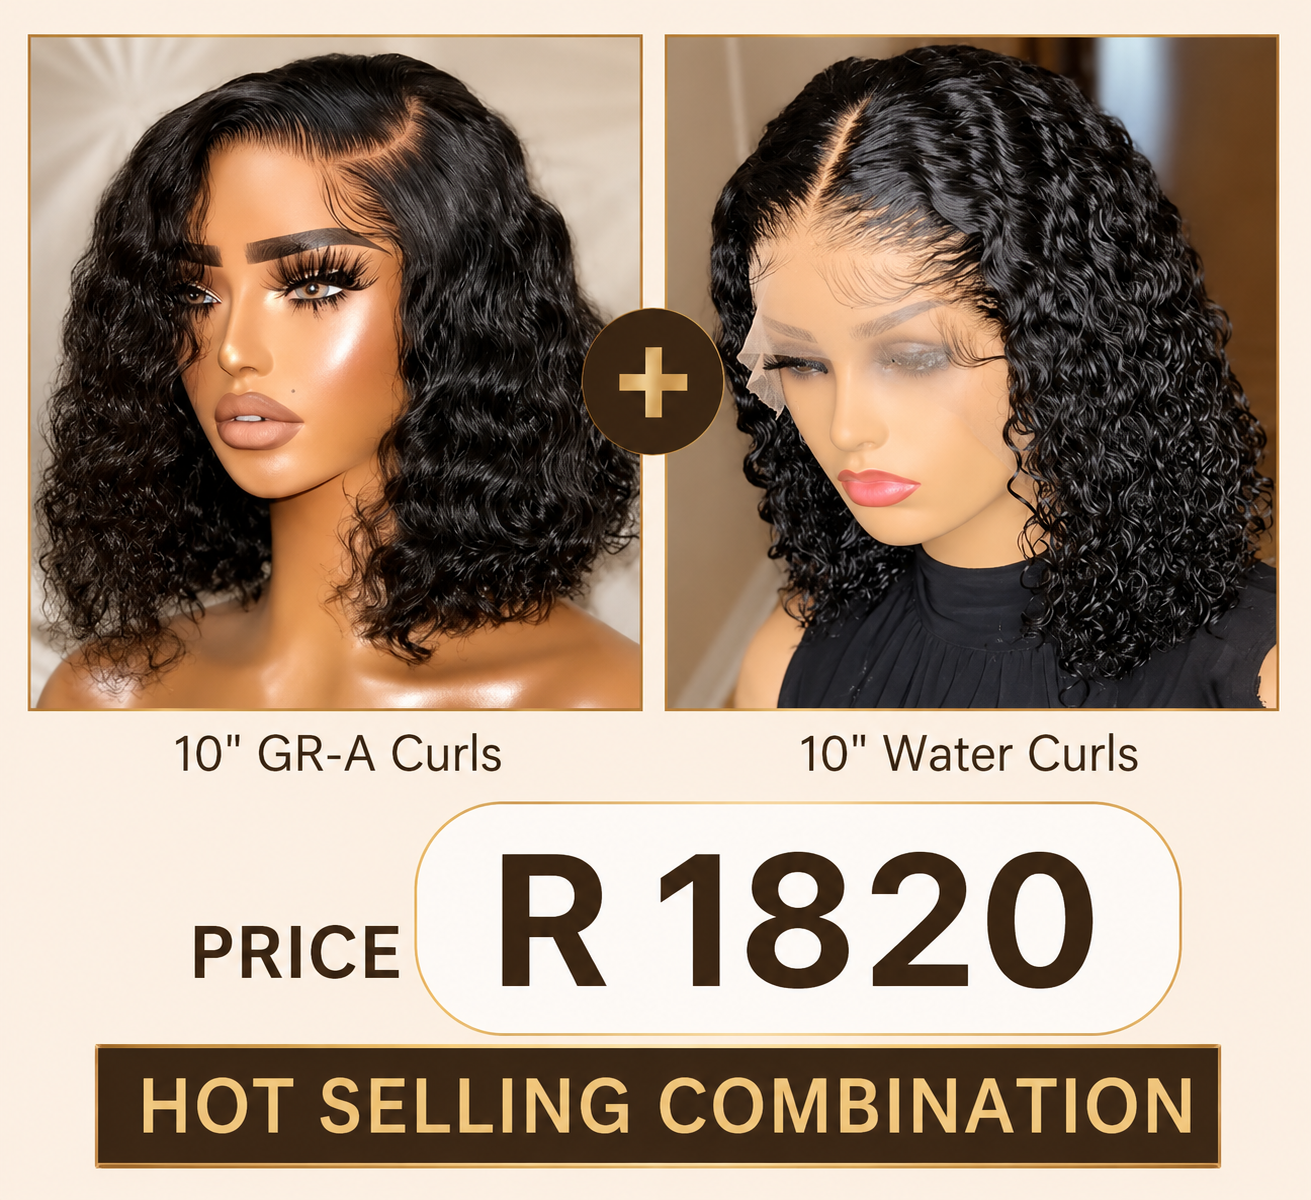 10" GR-A Curls
10" Water Curls
PRICE
R 1820
HOT SELLING COMBINATION